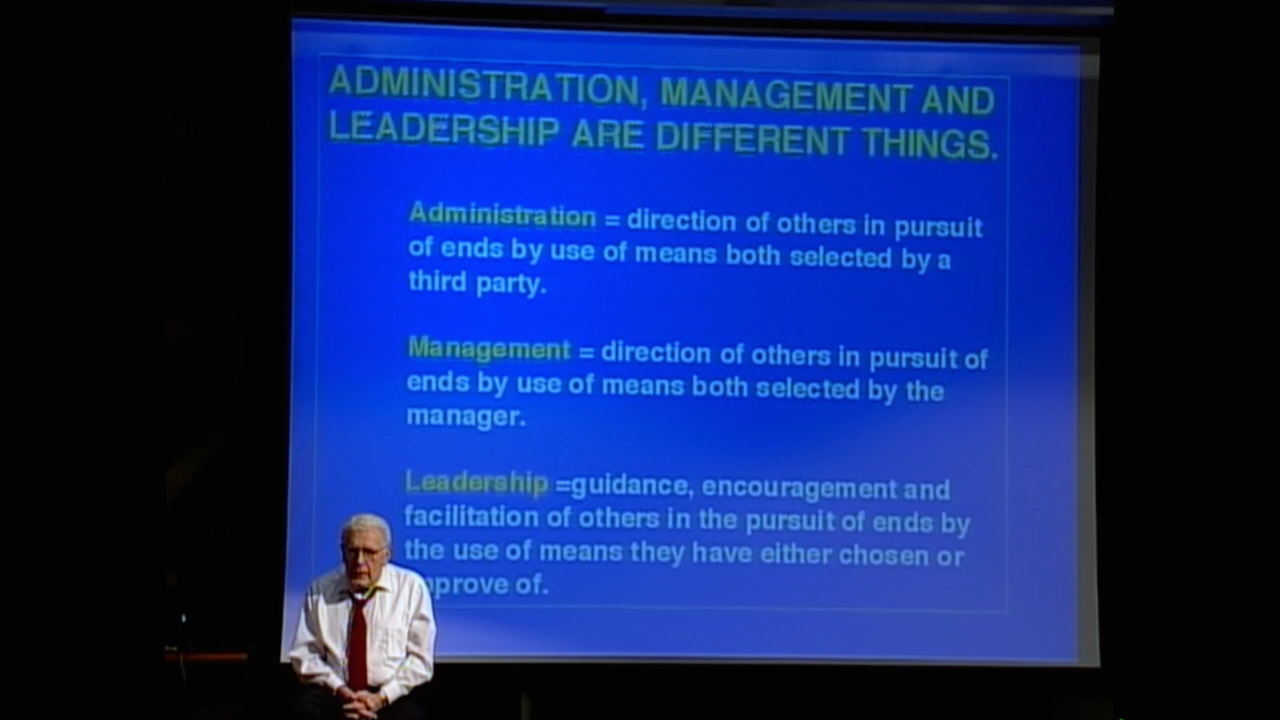 ADMINISTRATION, MANAGEMENT AND
LEADERSHIP ARE DIFFERENT THINGS.
Administration = direction of others in pursuit
of ends by use of means both selected by a
third party.
Management = direction of others in pursuit of
ends by use of means both selected by the
manager.
Leadership =guidance, encouragement and
facilitation of others in the pursuit of ends by
the use of means they have either chosen or
of.